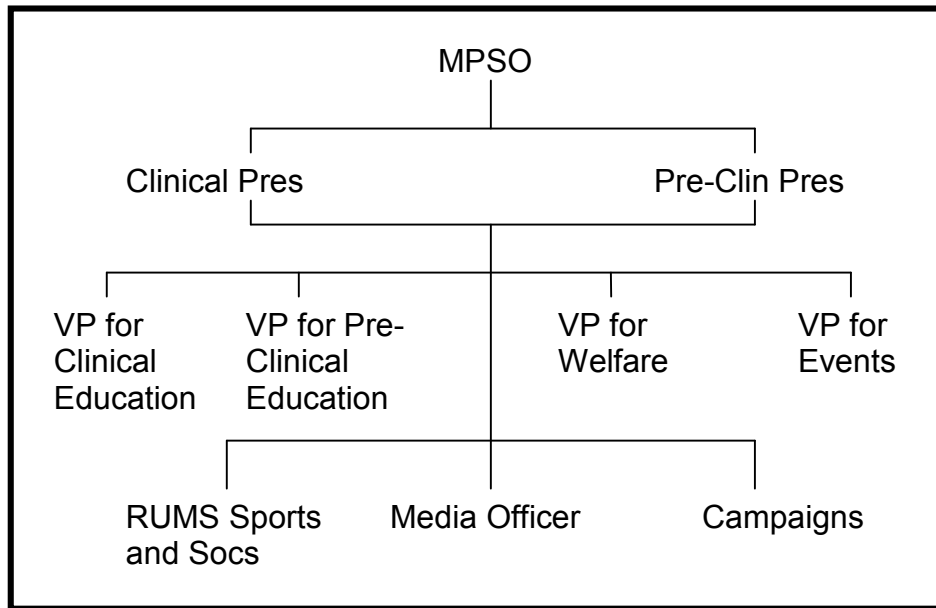 MPSO
Clinical Pres
Pre-Clin Pres
VP for
Clinical
Education
VP for Pre-
Clinical
Education
VP for
Welfare
VP for
Events
RUMS Sports
and Socs
Media Officer
Campaigns